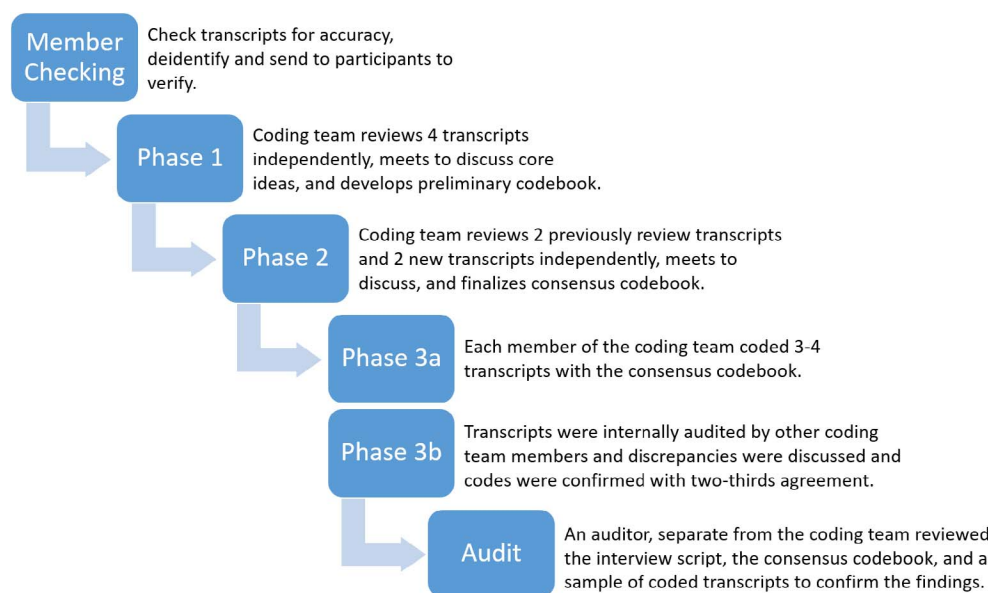 Member
Checking
Check transcripts for accuracy,
deidentify and send to participants to
verify.
Phase 1
Coding team reviews 4 transcripts
independently, meets to discuss core
ideas, and develops preliminary codebook.
Phase 2
Coding team reviews 2 previously review transcripts
and 2 new transcripts independently, meets to
discuss, and finalizes consensus codebook.
Phase 3a
Each member of the coding team coded 3-4
transcripts with the consensus codebook.
Phase 3b
Transcripts were internally audited by other coding
team members and discrepancies were discussed and
codes were confirmed with two-thirds agreement.
Audit
An auditor, separate from the coding team reviewed
the interview script, the consensus codebook, and a
sample of coded transcripts to confirm the findings.